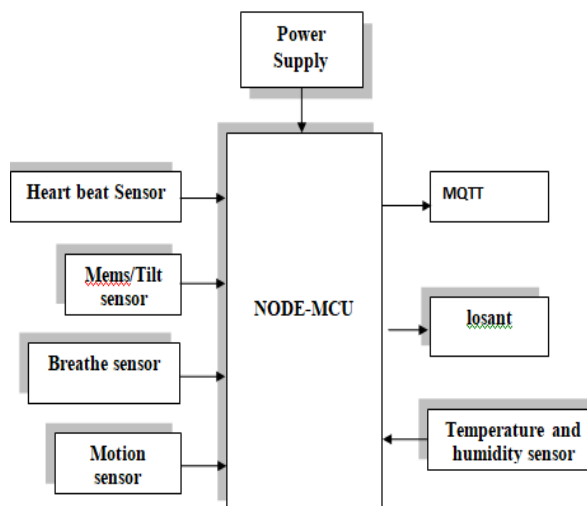 Power
Supply
Heart beat Sensor
MQTT
Mems/Tilt
sensor
NODE-MCU
losant
Breathe sensor
Temperature and
humidity sensor
Motion
sensor